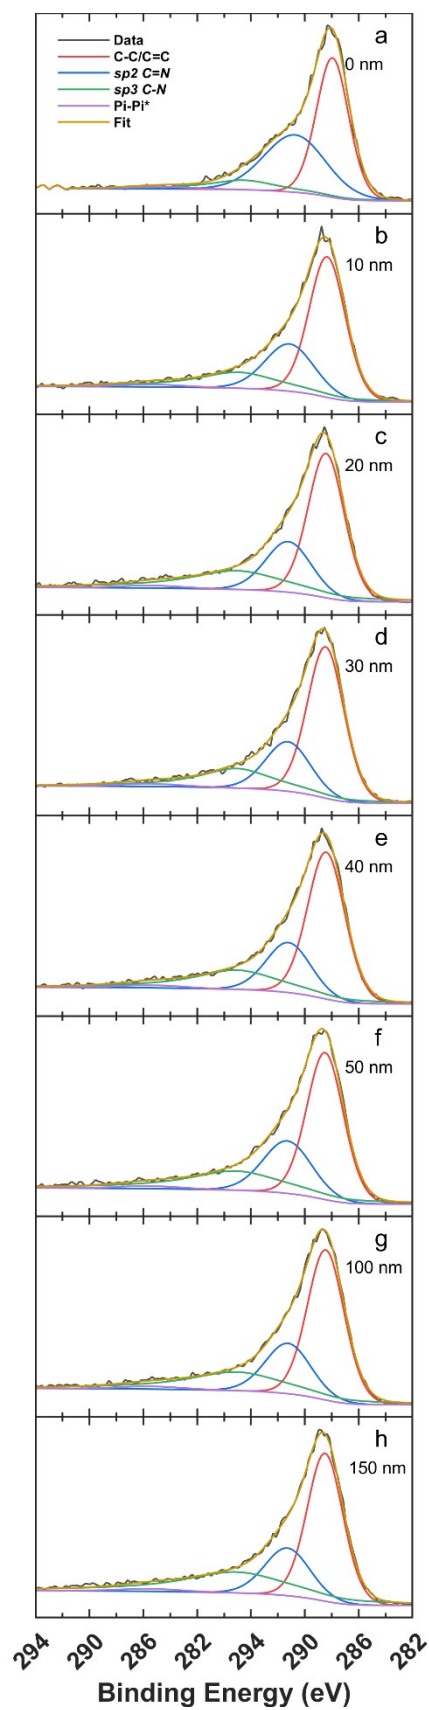 a
Data
C-C/C=C
0 nm
sp2 C=N
sp3 C-N
Pi-Pi*
Fit
b
10 nm
c
20 nm
d
30 nm
e
40 nm
f
50 nm
g
100 nm
h
150 nm
294 290 286 282 294 290 286 282
Binding Energy (eV)